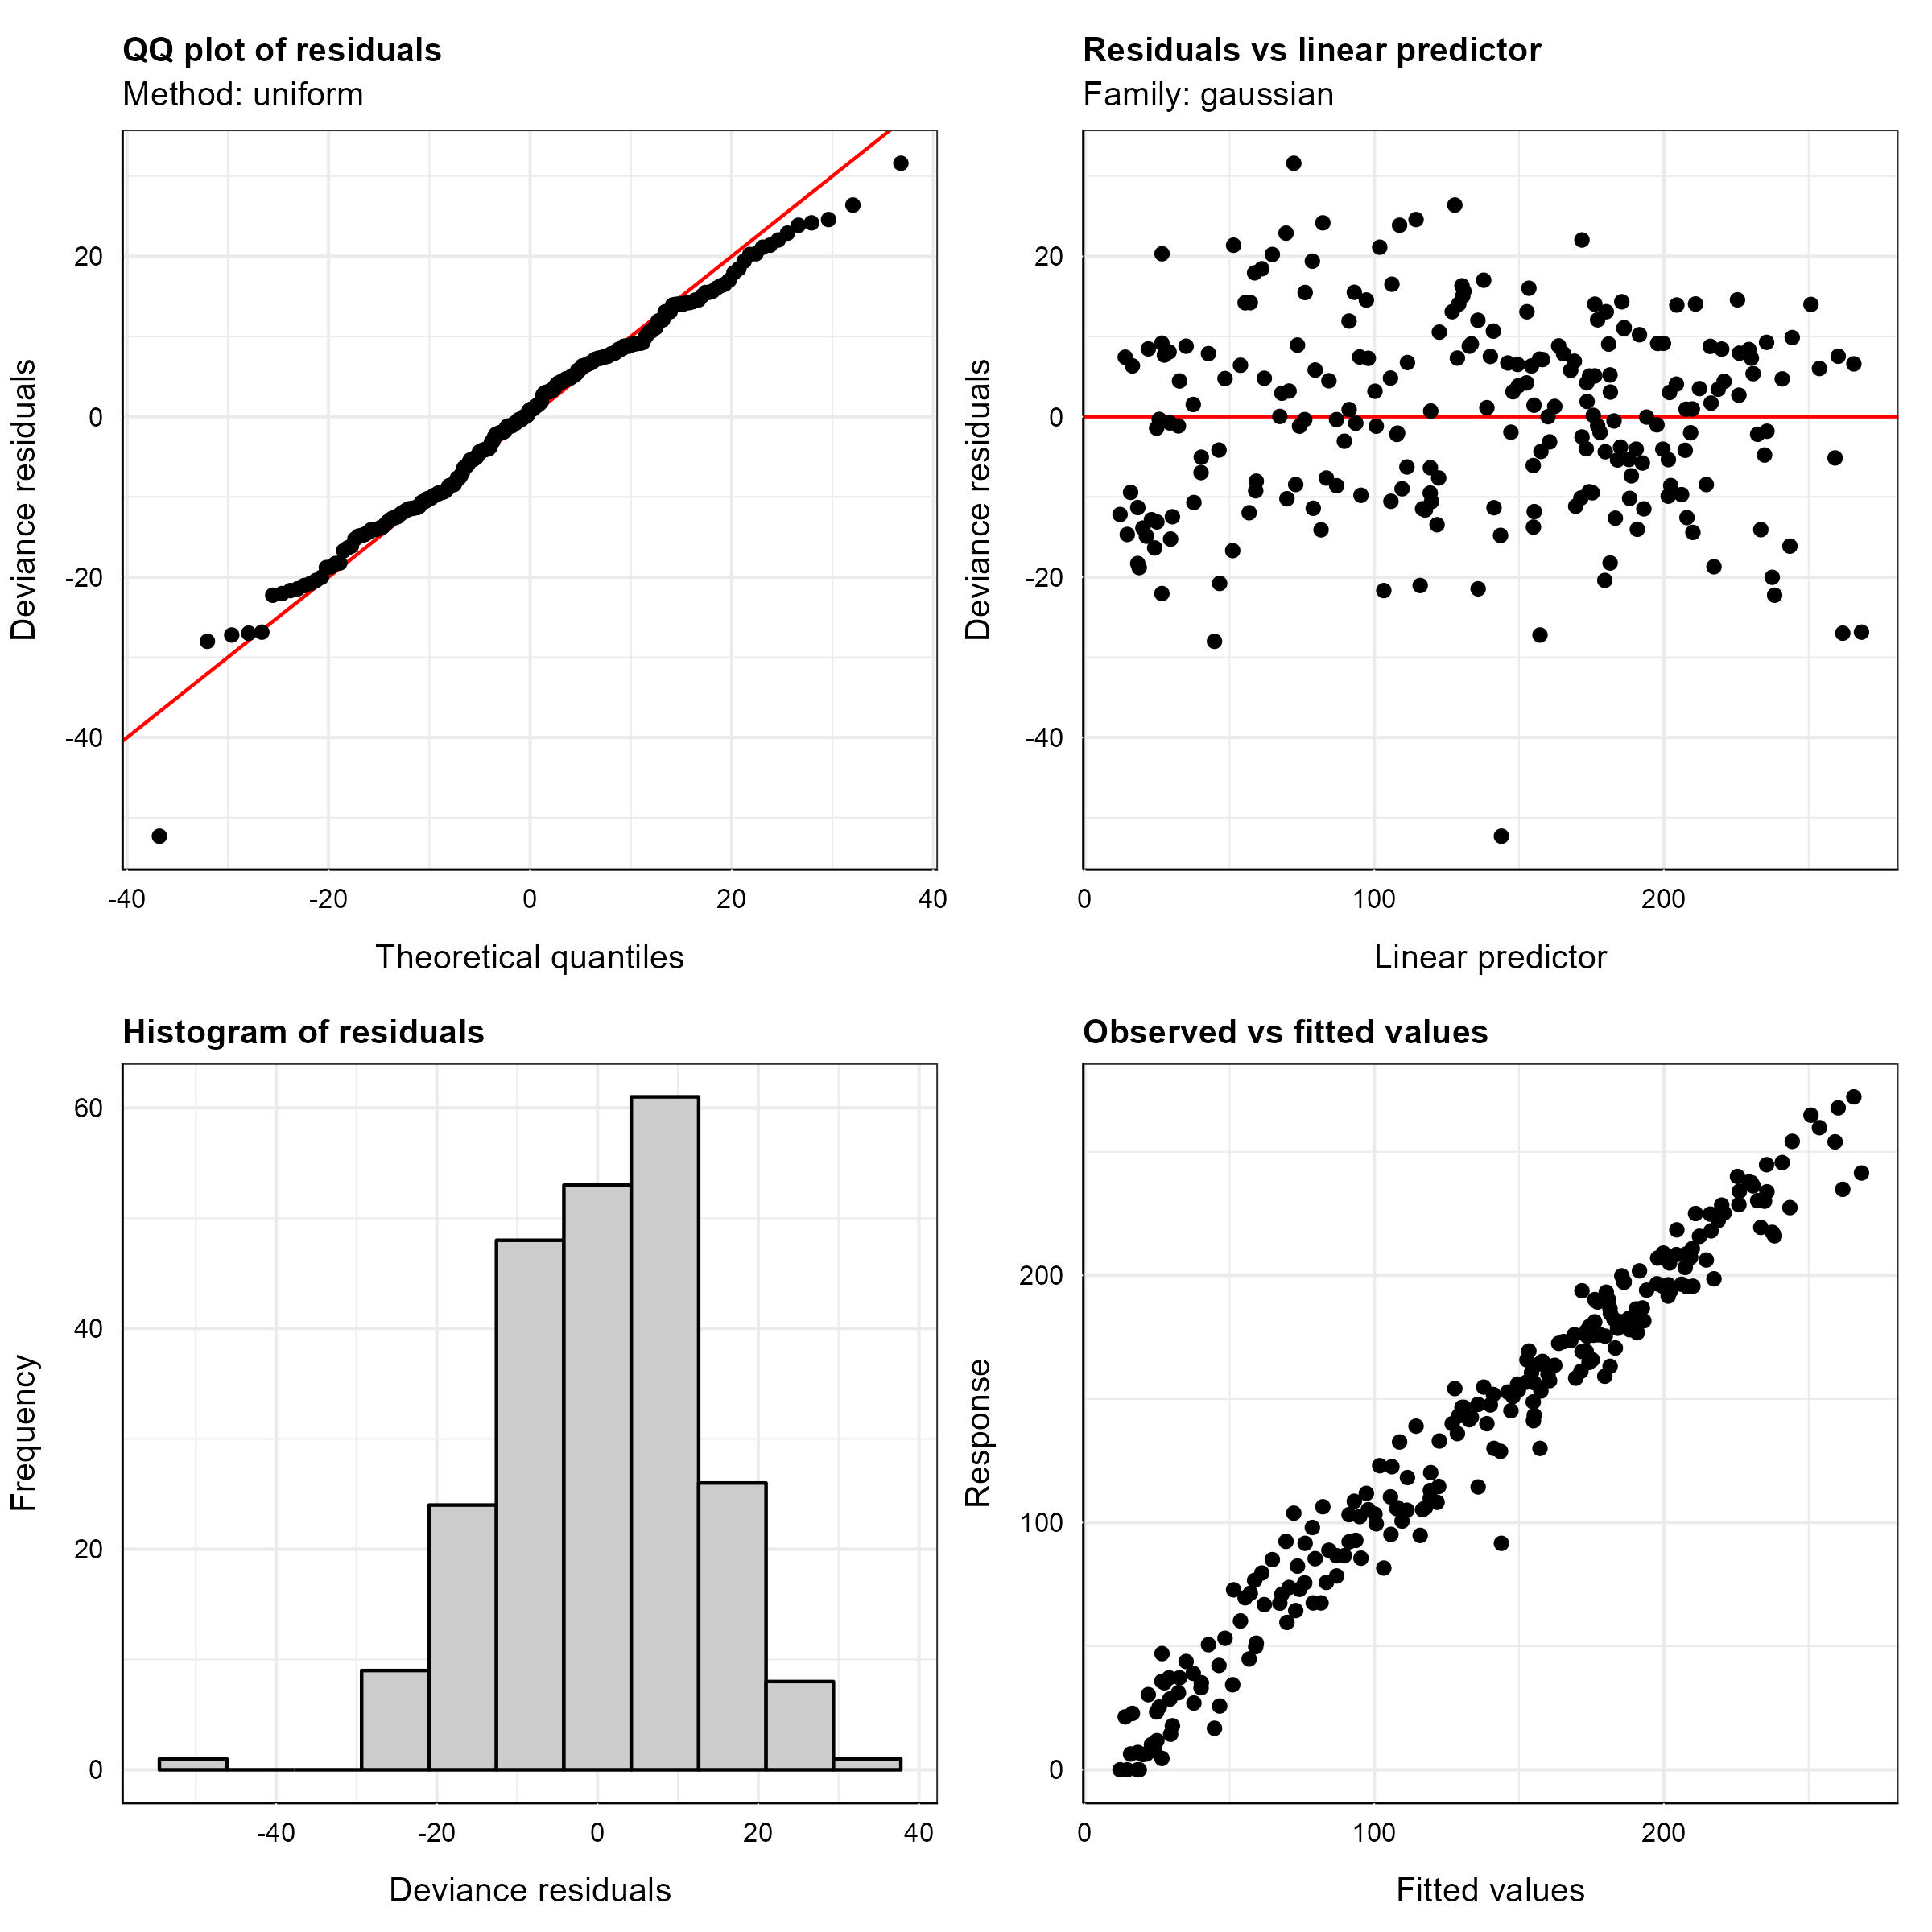 QQ plot of residuals
Method: uniform
Deviance residuals
20
0
-20
-40
-40
-20
0
20
40
Theoretical quantiles
Residuals vs linear predictor
Family: gaussian
Deviance residuals
20
0
-20
-40
0
100
200
Linear predictor
Histogram of residuals
Frequency
60
40
20
0
-40
-20
0
20
40
Deviance residuals
Observed vs fitted values
Response
200
100
0
0
100
200
Fitted values